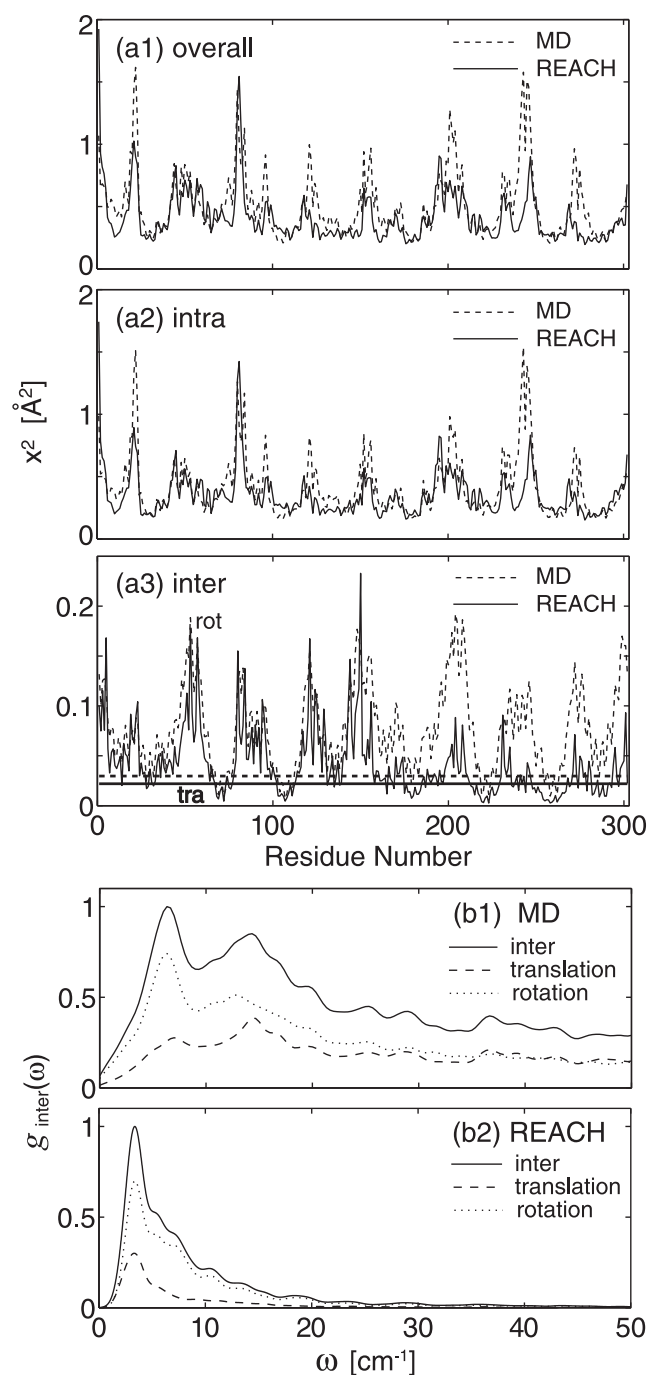 2
(a1) overall
MD
REACH
1
0
2
(a2) intra
MD
REACH
1
0
x² [Å²]
(a3) inter
MD
REACH
0.2
rot
0.1
tra
0
0 100 200 300
Residue Number
1
(b1) MD
inter
translation
rotation
0.5
0
1
(b2) REACH
inter
translation
rotation
0.5
0
g inter(ω)
0 10 20 30 40 50
ω [cm⁻¹]